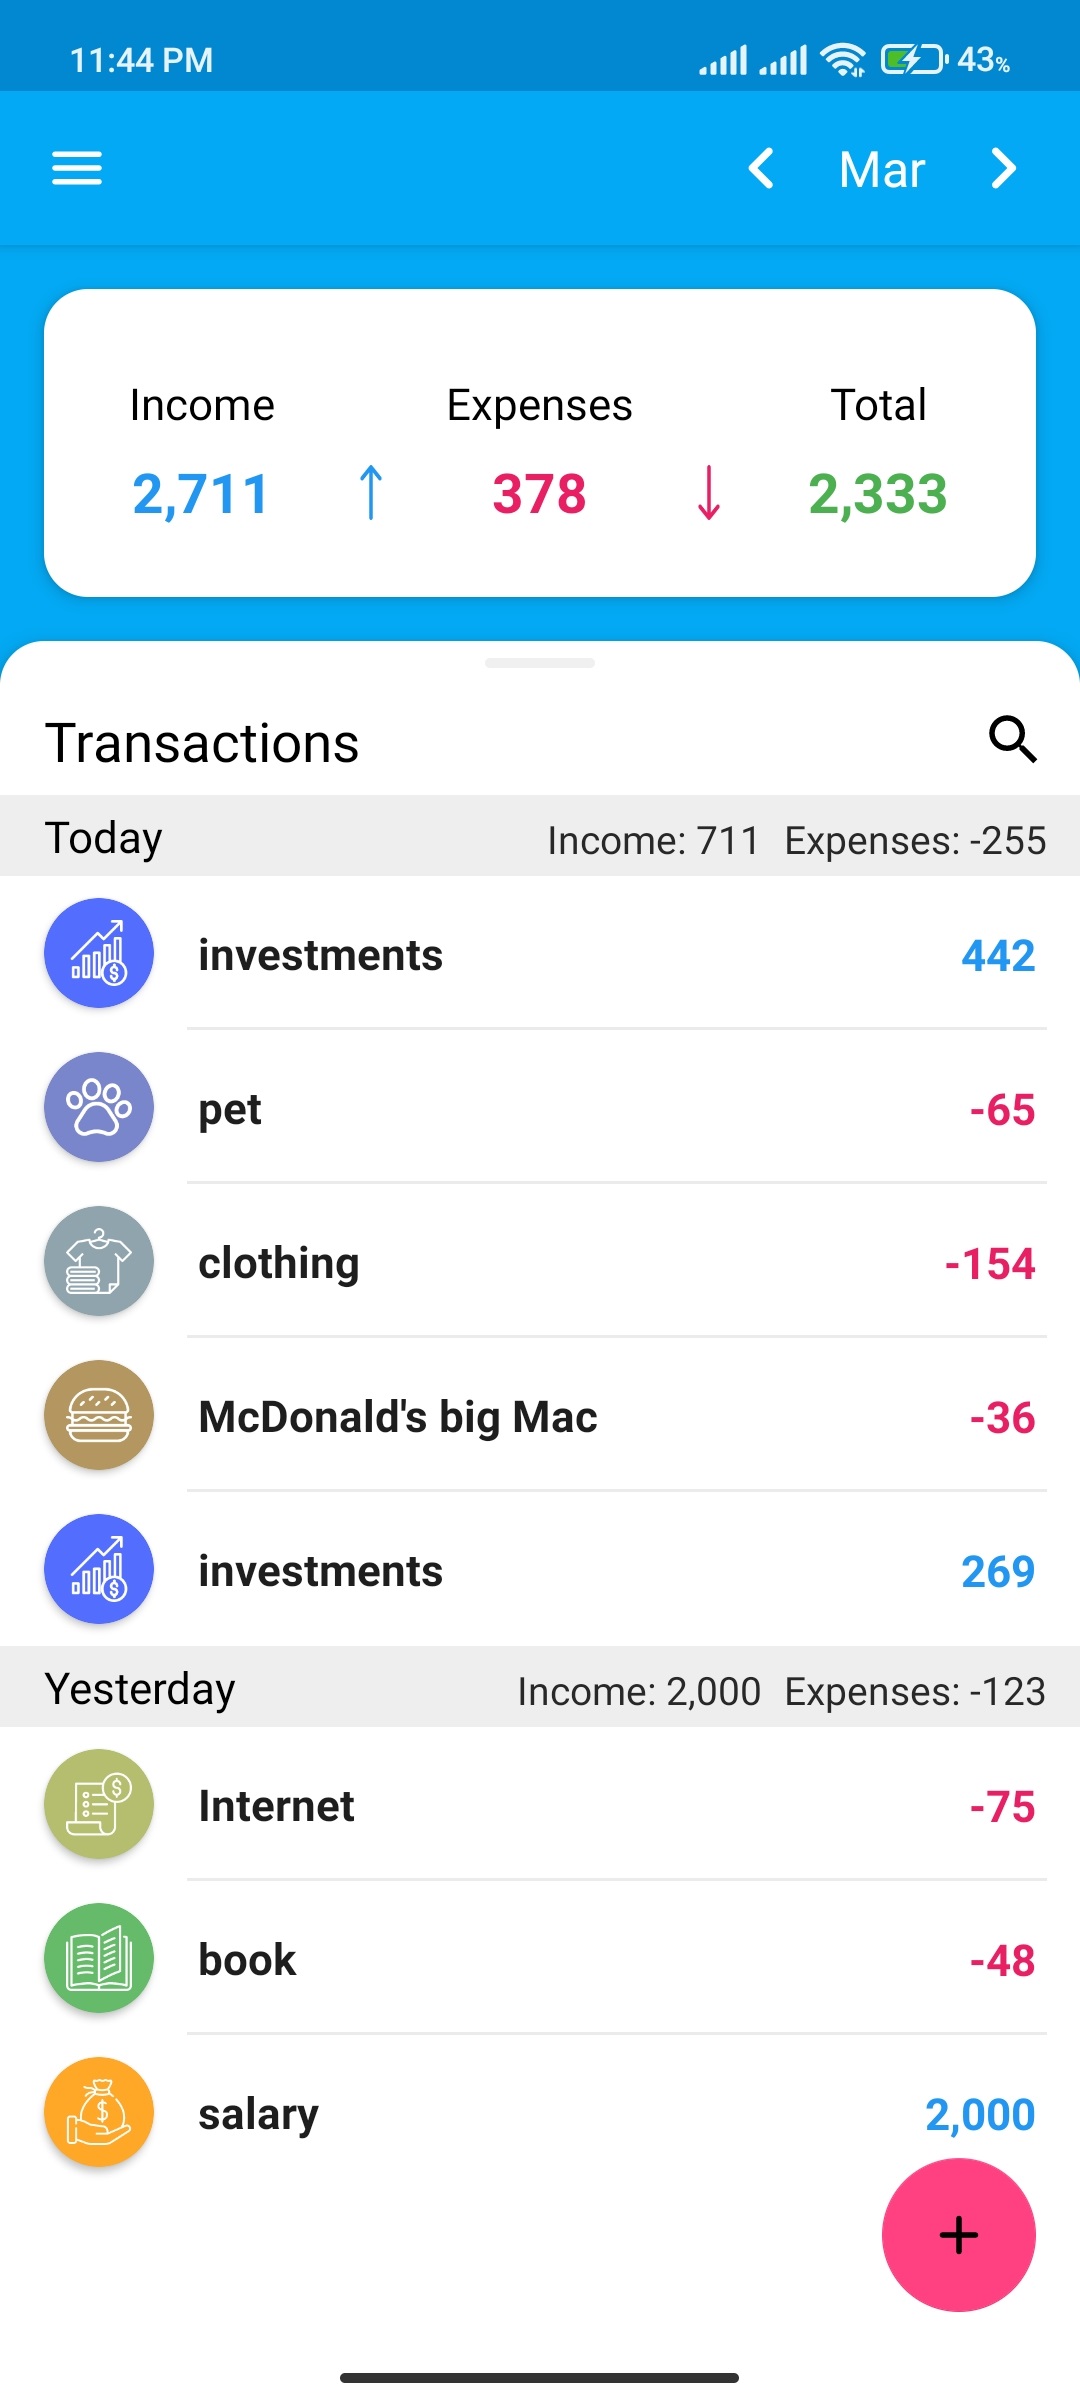 11:44 PM 43%
Mar
Income Expenses Total
2,711 378 2,333
Transactions
Today Income: 711 Expenses: -255
investments 442
pet -65
clothing -154
McDonald's big Mac -36
investments 269
Yesterday Income: 2,000 Expenses: -123
Internet -75
book -48
salary 2,000